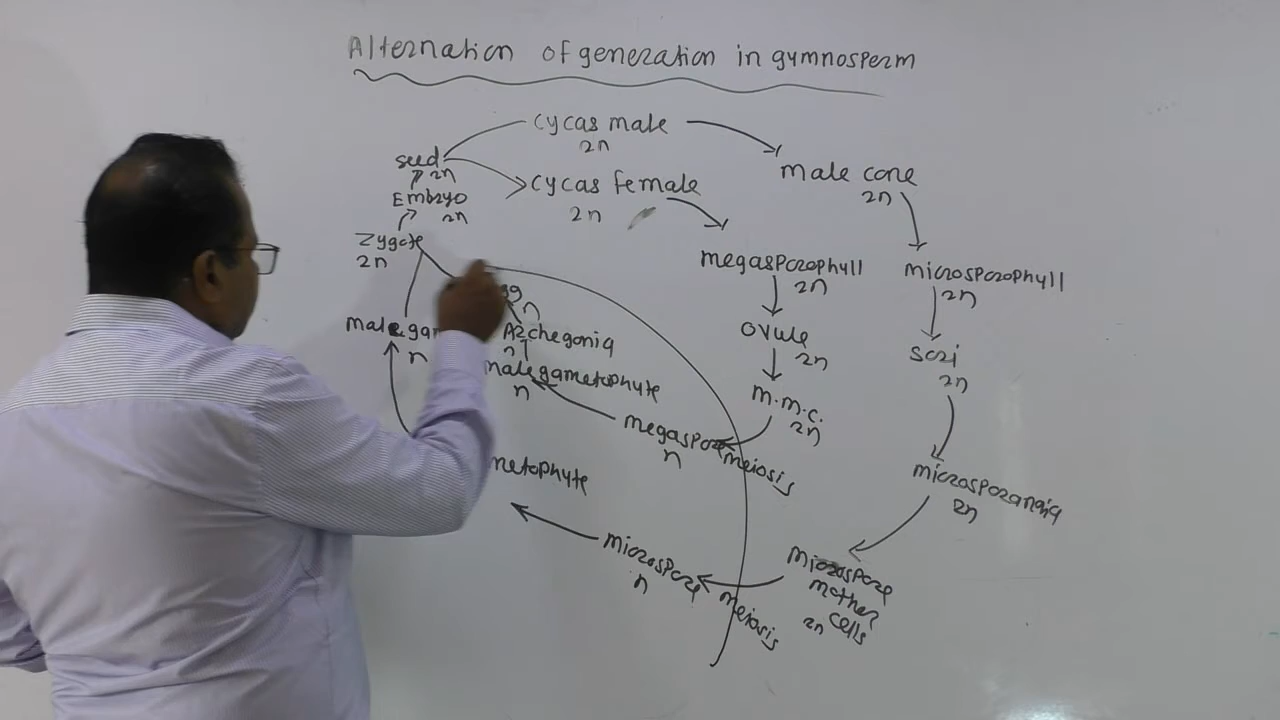 Alternation of generation in gymnosperm
cycas male
2n
seed
2n
cycas female
2n
male cone
2n
Embryo
2n
Zygote
2n
megasporophyll
2n
microsporophyll
2n
n
male gam
n
Archegonia
n
ovule
2n
sori
2n
male gametophyte
n
m.m.c.
2n
megaspore
n
meiosis
microsporangia
2n
metophyte
microspore
n
meiosis
Microspore
mother
cells
2n